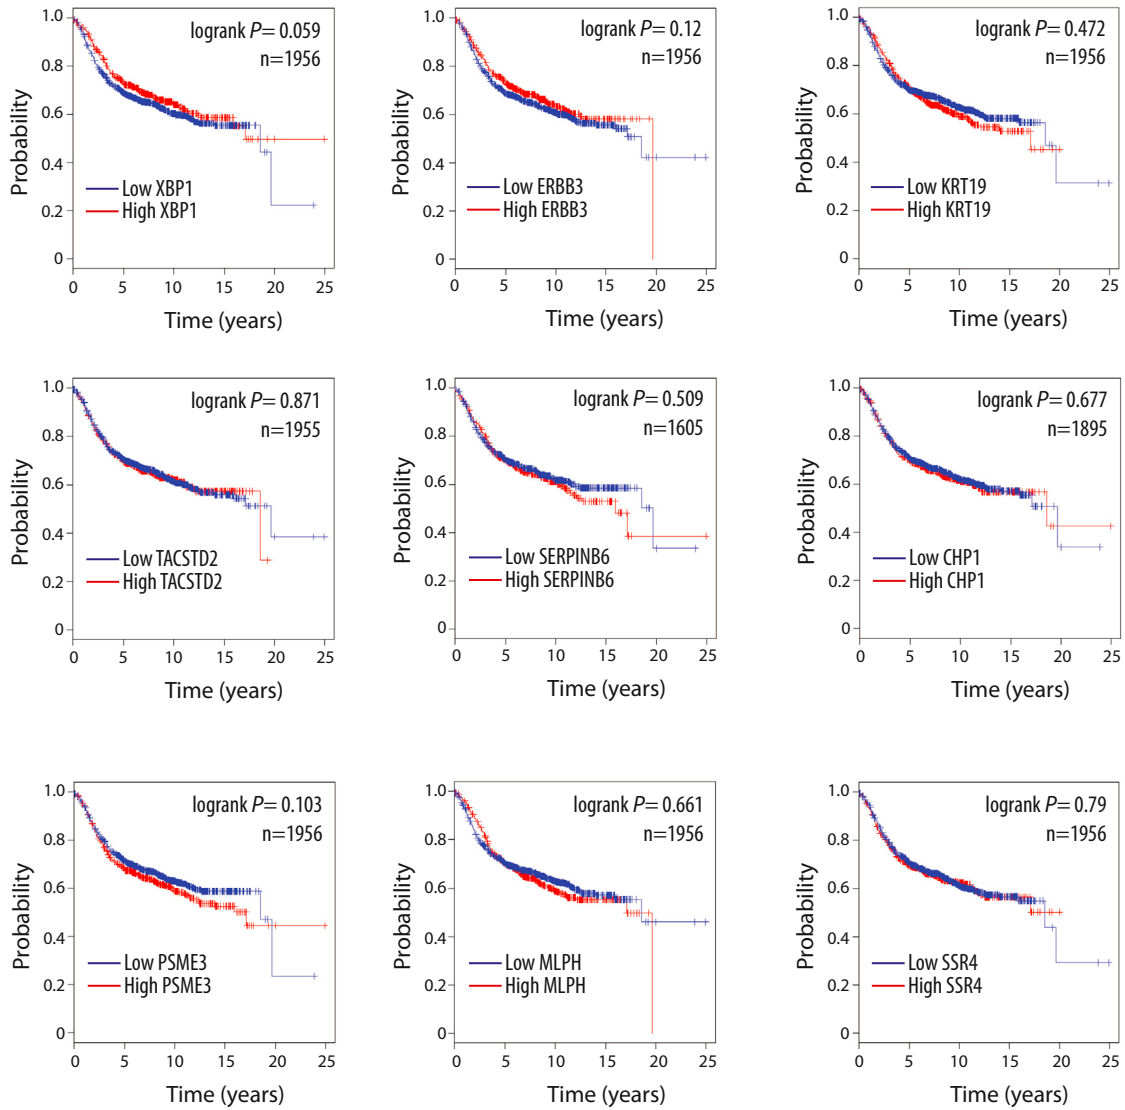 1.0
0.8
0.6
0.4
0.2
0
Probability
logrank P= 0.059
n=1956
Low XBP1
High XBP1
0 5 10 15 20 25
Time (years)
1.0
0.8
0.6
0.4
0.2
0
Probability
logrank P= 0.12
n=1956
Low ERBB3
High ERBB3
0 5 10 15 20 25
Time (years)
1.0
0.8
0.6
0.4
0.2
0
Probability
logrank P= 0.472
n=1956
Low KRT19
High KRT19
0 5 10 15 20 25
Time (years)
1.0
0.8
0.6
0.4
0.2
0
Probability
logrank P= 0.871
n=1955
Low TACSTD2
High TACSTD2
0 5 10 15 20 25
Time (years)
1.0
0.8
0.6
0.4
0.2
0
Probability
logrank P= 0.509
n=1605
Low SERPINB6
High SERPINB6
0 5 10 15 20 25
Time (years)
1.0
0.8
0.6
0.4
0.2
0
Probability
logrank P= 0.677
n=1895
Low CHP1
High CHP1
0 5 10 15 20 25
Time (years)
1.0
0.8
0.6
0.4
0.2
0
Probability
logrank P= 0.103
n=1956
Low PSME3
High PSME3
0 5 10 15 20 25
Time (years)
1.0
0.8
0.6
0.4
0.2
0
Probability
logrank P= 0.661
n=1956
Low MLPH
High MLPH
0 5 10 15 20 25
Time (years)
1.0
0.8
0.6
0.4
0.2
0
Probability
logrank P= 0.79
n=1956
Low SSR4
High SSR4
0 5 10 15 20 25
Time (years)